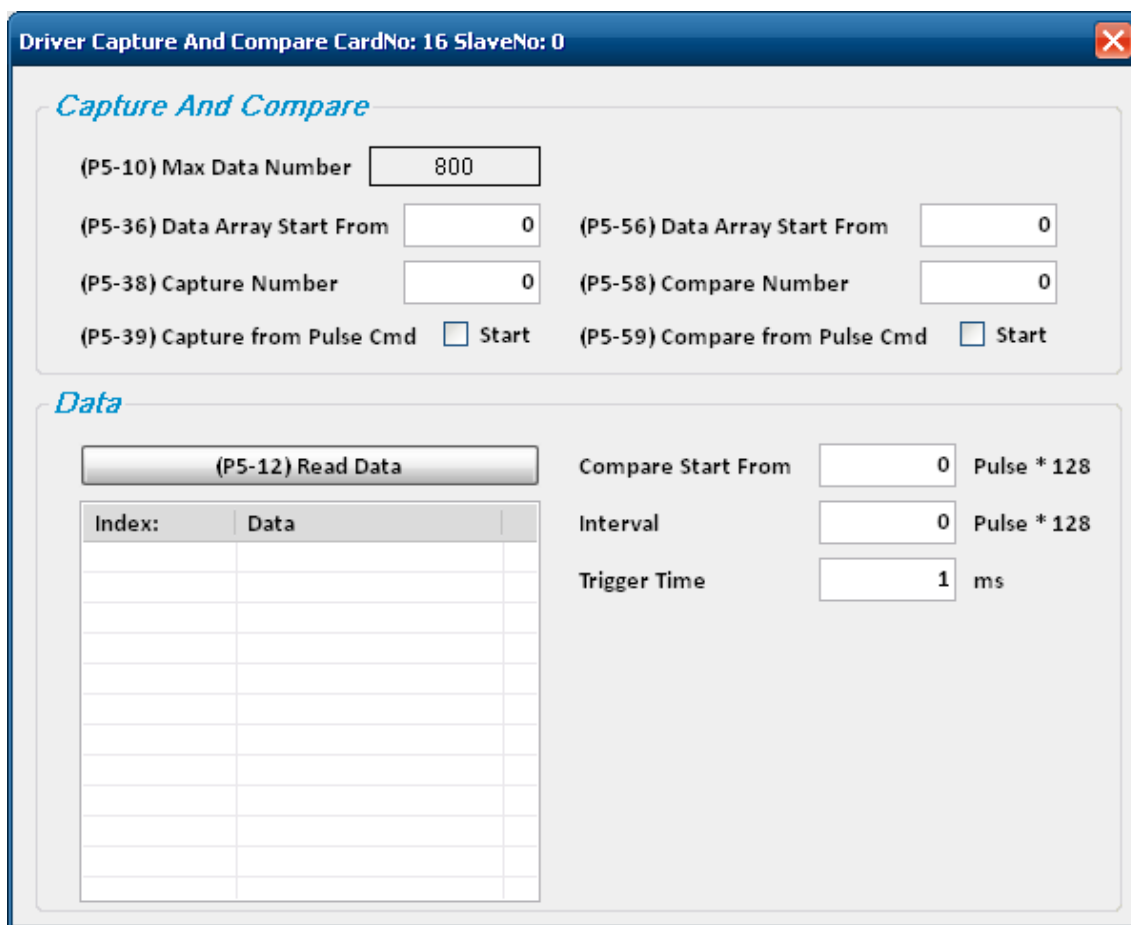 Driver Capture And Compare CardNo: 16 SlaveNo: 0
Capture And Compare
(P5-10) Max Data Number 800
(P5-36) Data Array Start From 0 (P5-56) Data Array Start From 0
(P5-38) Capture Number 0 (P5-58) Compare Number 0
(P5-39) Capture from Pulse Cmd Start (P5-59) Compare from Pulse Cmd Start
Data
(P5-12) Read Data Compare Start From 0 Pulse * 128
Index: Data Interval 0 Pulse * 128
Trigger Time 1 ms